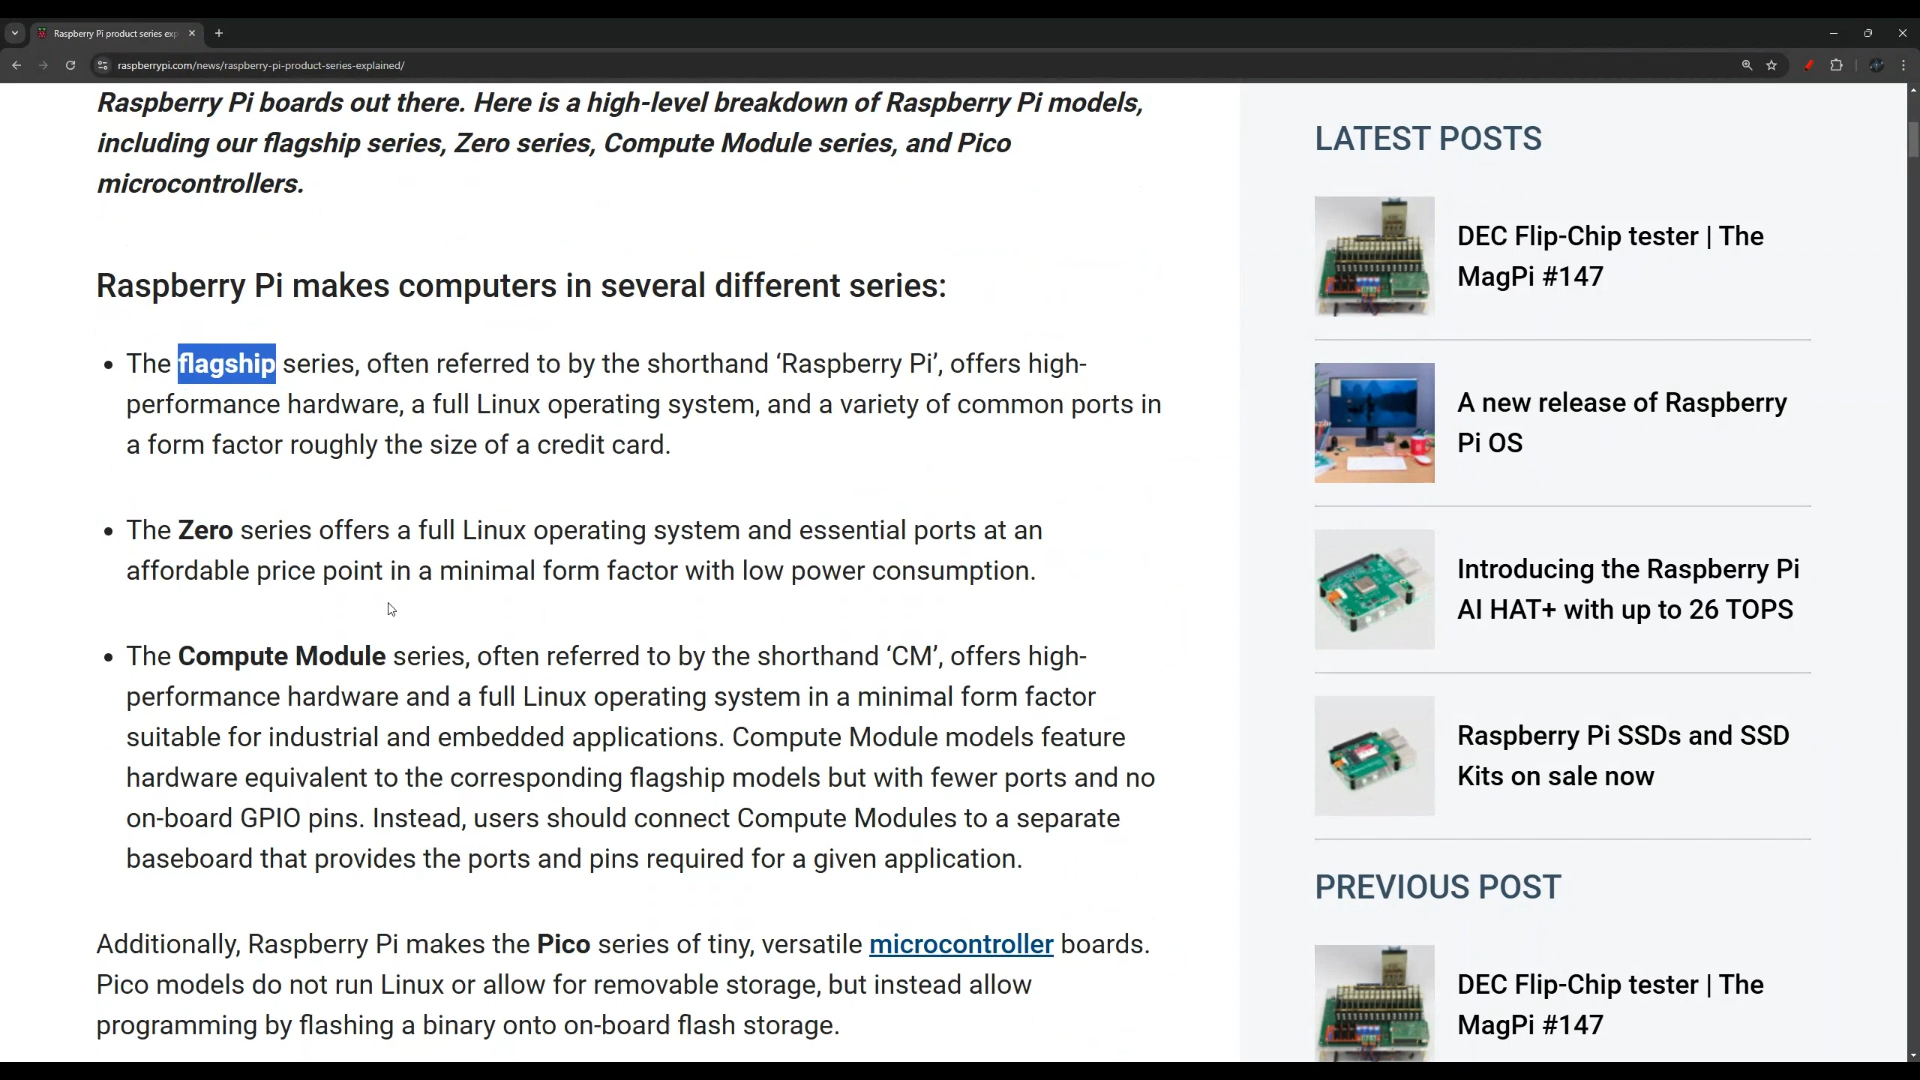 Raspberry Pi product series exp
raspberrypi.com/news/raspberry-pi-product-series-explained/
Raspberry Pi boards out there. Here is a high-level breakdown of Raspberry Pi models,
including our flagship series, Zero series, Compute Module series, and Pico
microcontrollers.
Raspberry Pi makes computers in several different series:
• The flagship series, often referred to by the shorthand ‘Raspberry Pi’, offers high-
performance hardware, a full Linux operating system, and a variety of common ports in
a form factor roughly the size of a credit card.
• The Zero series offers a full Linux operating system and essential ports at an
affordable price point in a minimal form factor with low power consumption.
• The Compute Module series, often referred to by the shorthand ‘CM’, offers high-
performance hardware and a full Linux operating system in a minimal form factor
suitable for industrial and embedded applications. Compute Module models feature
hardware equivalent to the corresponding flagship models but with fewer ports and no
on-board GPIO pins. Instead, users should connect Compute Modules to a separate
baseboard that provides the ports and pins required for a given application.
Additionally, Raspberry Pi makes the Pico series of tiny, versatile microcontroller boards.
Pico models do not run Linux or allow for removable storage, but instead allow
programming by flashing a binary onto on-board flash storage.
LATEST POSTS
DEC Flip-Chip tester | The
MagPi #147
A new release of Raspberry
Pi OS
Introducing the Raspberry Pi
AI HAT+ with up to 26 TOPS
Raspberry Pi SSDs and SSD
Kits on sale now
PREVIOUS POST
DEC Flip-Chip tester | The
MagPi #147